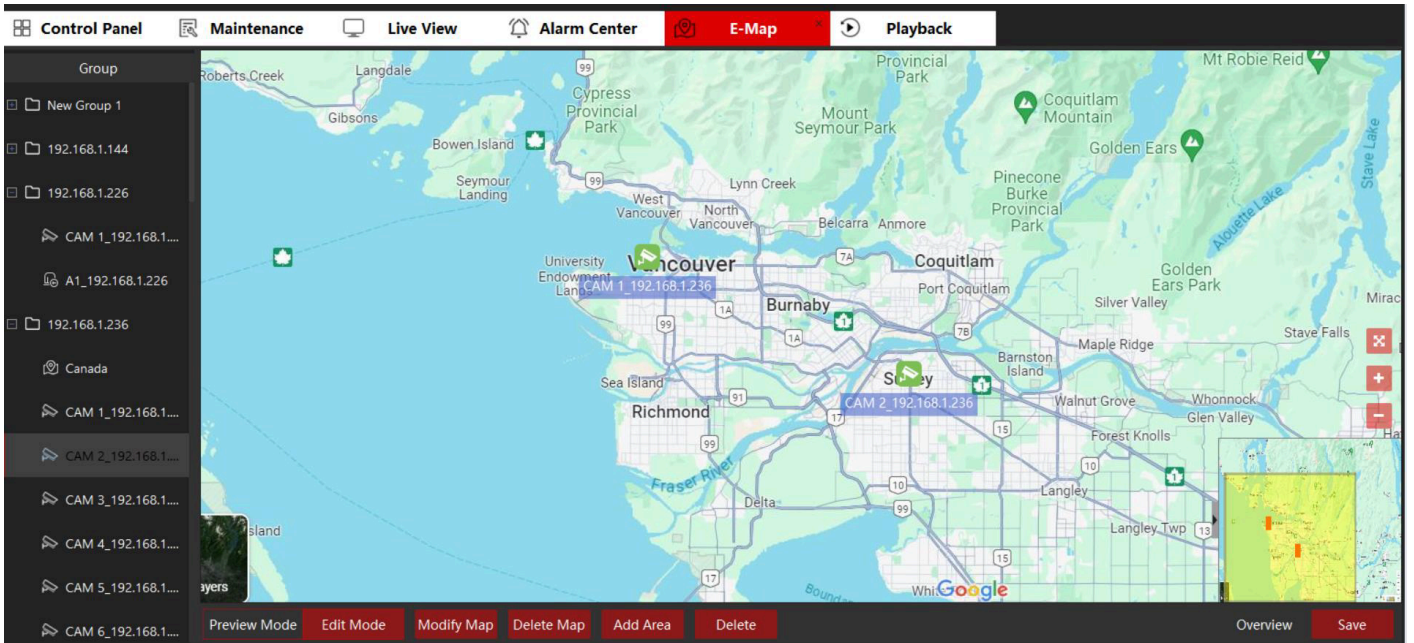 Control Panel
Maintenance
Live View
Alarm Center
E-Map
×
Playback
Group
New Group 1
192.168.1.144
192.168.1.226
CAM 1_192.168.1....
A1_192.168.1.226
192.168.1.236
Canada
CAM 1_192.168.1....
CAM 2_192.168.1....
CAM 3_192.168.1....
CAM 4_192.168.1....
CAM 5_192.168.1....
CAM 6_192.168.1....
Roberts Creek
Langdale
Gibsons
99
Cypress
Provincial
Park
Provincial
Park
Mt Robie Reid
Coquitlam
Mountain
Mount
Seymour Park
Golden Ears
Stave Lake
Bowen Island
Seymour
Landing
99
Lynn Creek
Pinecone
Burke
Provincial
Park
Alouette Lake
West
Vancouver
North
Vancouver
Belcarra
Anmore
University
Endowment
Lands
Vancouver
7A
Coquitlam
Port Coquitlam
Golden
Ears Park
CAM 1_192.168.1.236
Silver Valley
Mirac
Burnaby
1A
1
99
1A
7B
Maple Ridge
Stave Falls
Barnston
Island
Sea Island
Surrey
1
CAM 2_192.168.1.236
Walnut Grove
Whonnock
Glen Valley
Richmond
91
17
15
Forest Knolls
Ha
99
10
1
Fraser River
10
Langley
Delta
99
Langley Twp
13
sland
15
17
ayers
Bound
Whi
Google
Preview Mode
Edit Mode
Modify Map
Delete Map
Add Area
Delete
Overview
Save